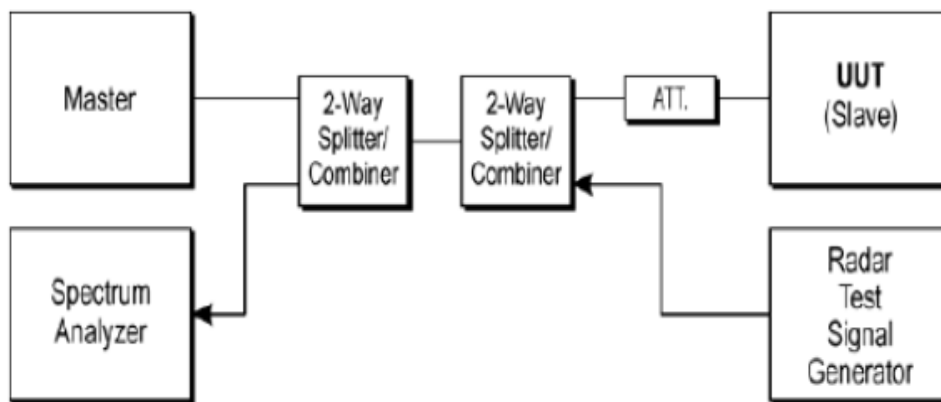 Master
2-Way
Splitter/
Combiner
2-Way
Splitter/
Combiner
ATT.
UUT
(Slave)
Spectrum
Analyzer
Radar
Test
Signal
Generator